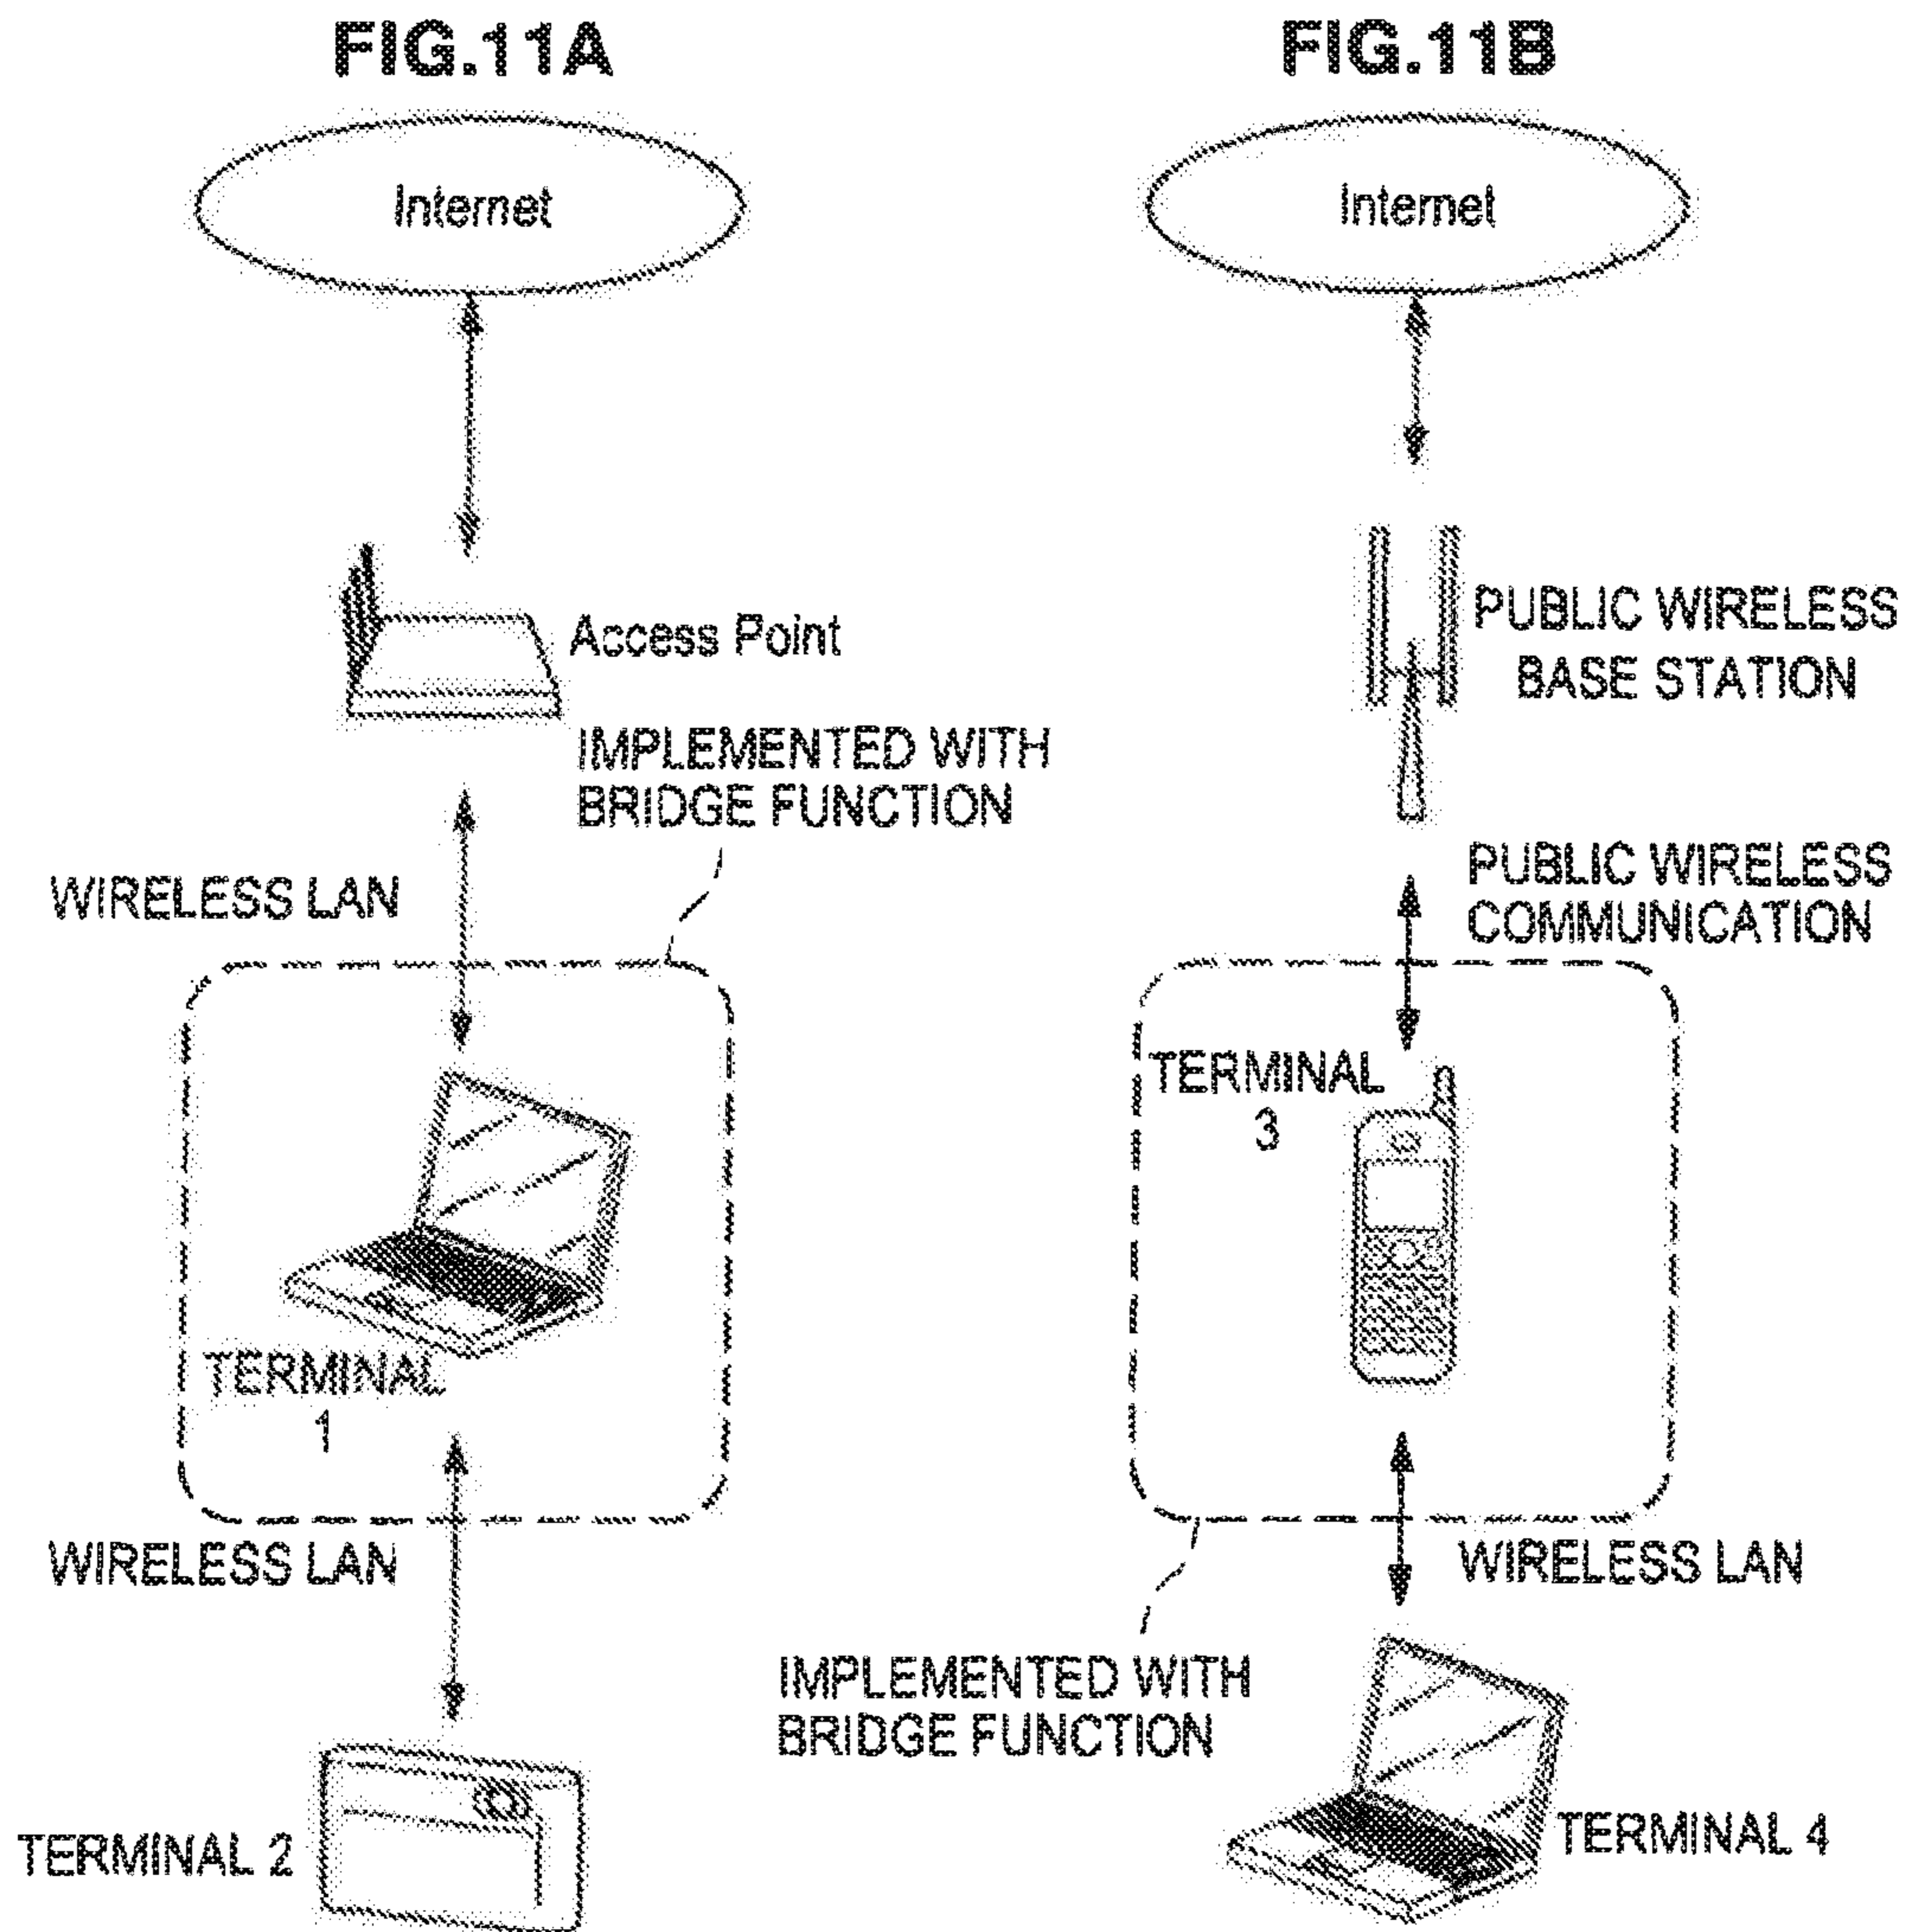 FIG.11A
Internet
Access Point
IMPLEMENTED WITH
BRIDGE FUNCTION
WIRELESS LAN
TERMINAL
1
WIRELESS LAN
TERMINAL 2
FIG.11B
Internet
PUBLIC WIRELESS
BASE STATION
PUBLIC WIRELESS
COMMUNICATION
TERMINAL
3
WIRELESS LAN
IMPLEMENTED WITH
BRIDGE FUNCTION
TERMINAL 4